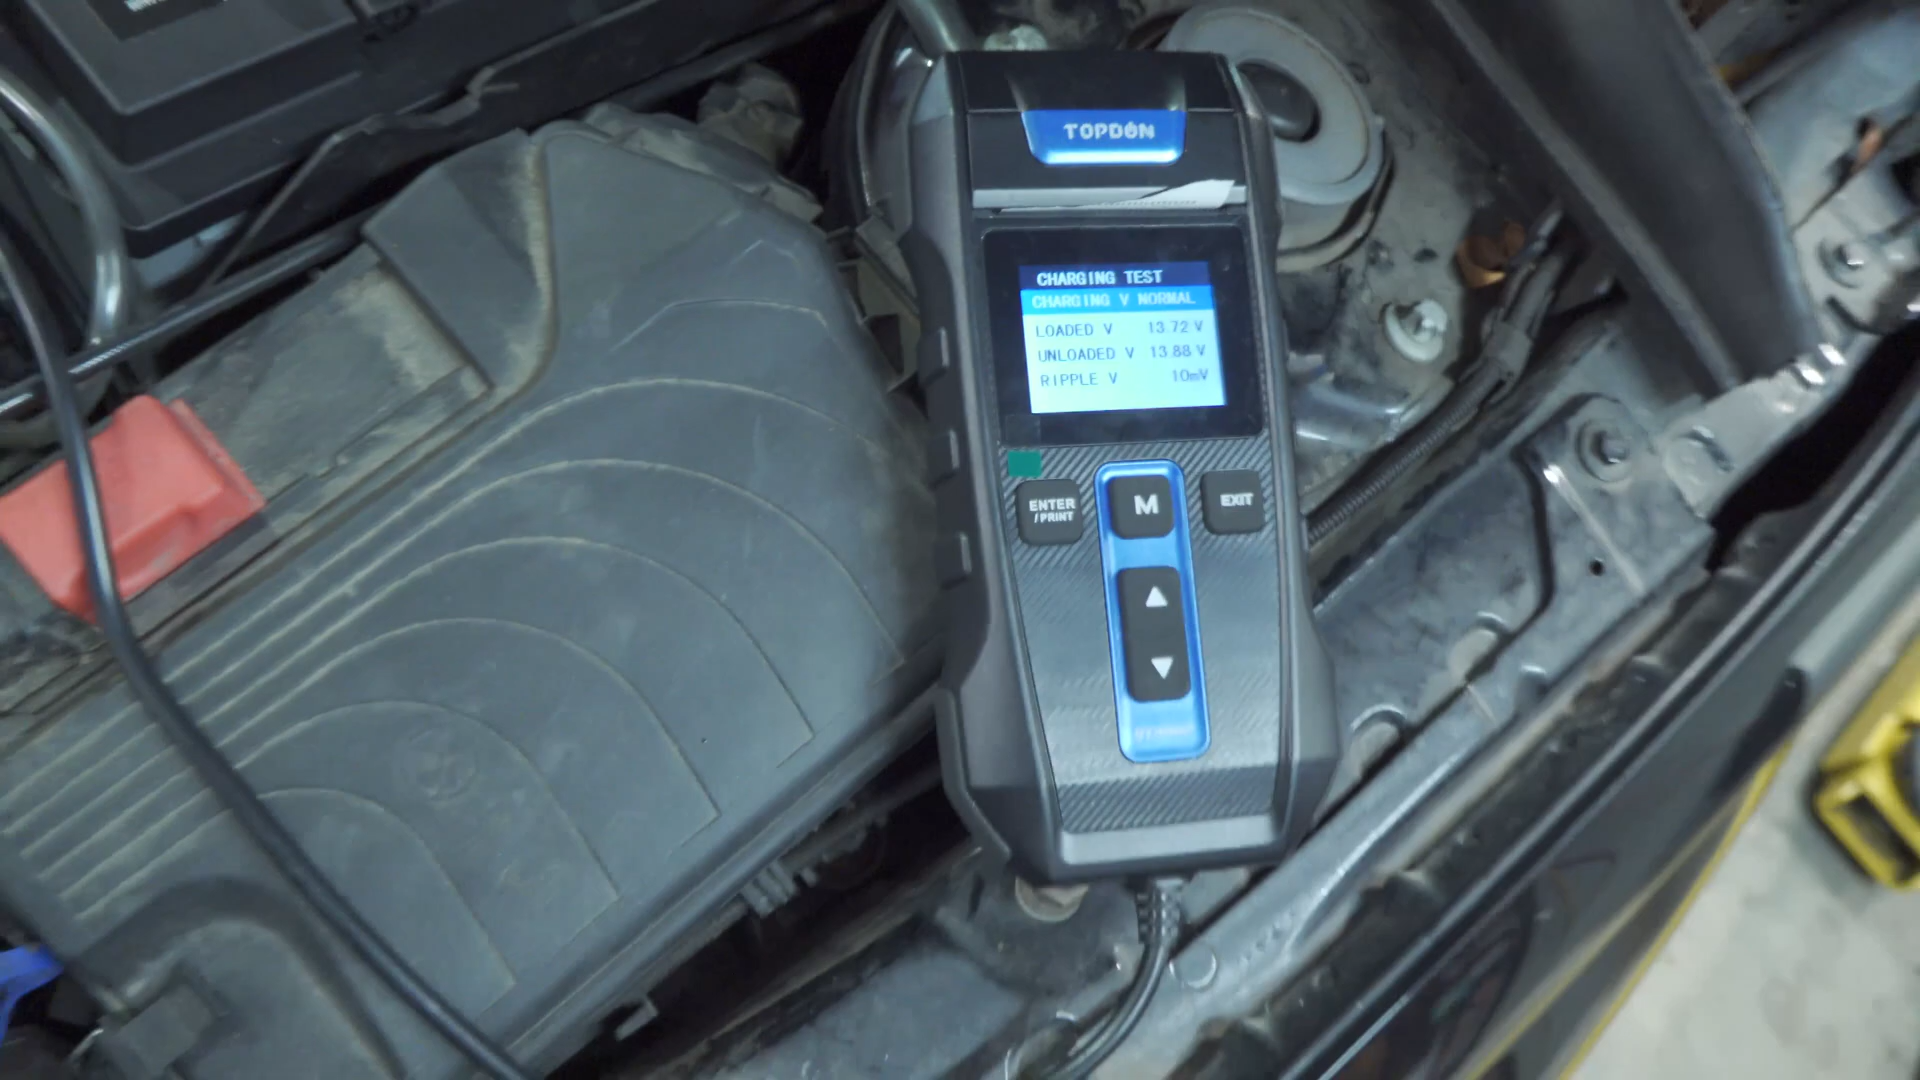 TOPDON
CHARGING TEST
CHARGING V NORMAL
LOADED V 13.72 V
UNLOADED V 13.88 V
RIPPLE V 10mV
ENTER
/PRINT
M
EXIT